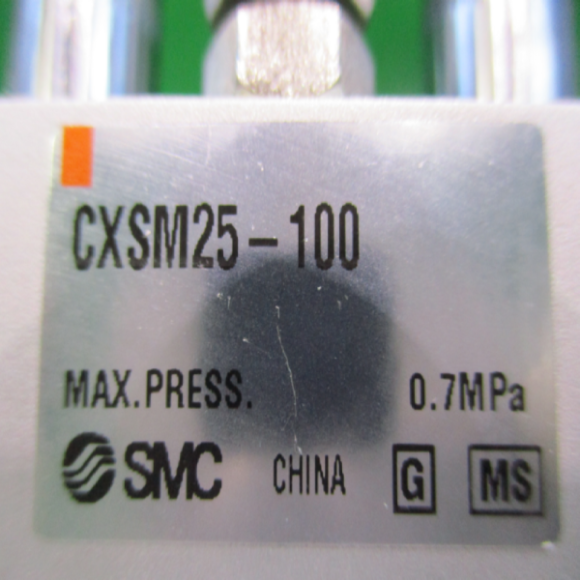 CXSM25-100
MAX.PRESS. 0.7MPa
SMC CHINA G MS